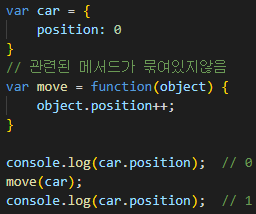 var car = {
    position: 0
}
// 관련된 메서드가 묶여있지않음
var move = function(object) {
    object.position++;
}

console.log(car.position);  // 0
move(car);
console.log(car.position);  // 1